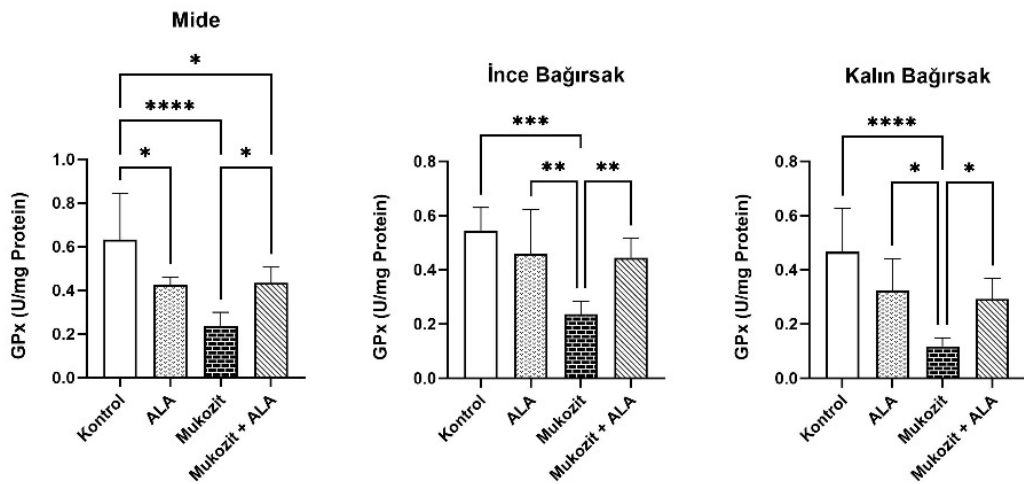 Mide
*
****
*
*
GPx (U/mg Protein)
1.0
0.8
0.6
0.4
0.2
0.0
Kontrol
ALA
Mukozit
Mukozit + ALA
İnce Bağırsak
***
**
**
GPx (U/mg Protein)
0.8
0.6
0.4
0.2
0.0
Kontrol
ALA
Mukozit
Mukozit + ALA
Kalın Bağırsak
****
*
*
GPx (U/mg Protein)
0.8
0.6
0.4
0.2
0.0
Kontrol
ALA
Mukozit
Mukozit + ALA